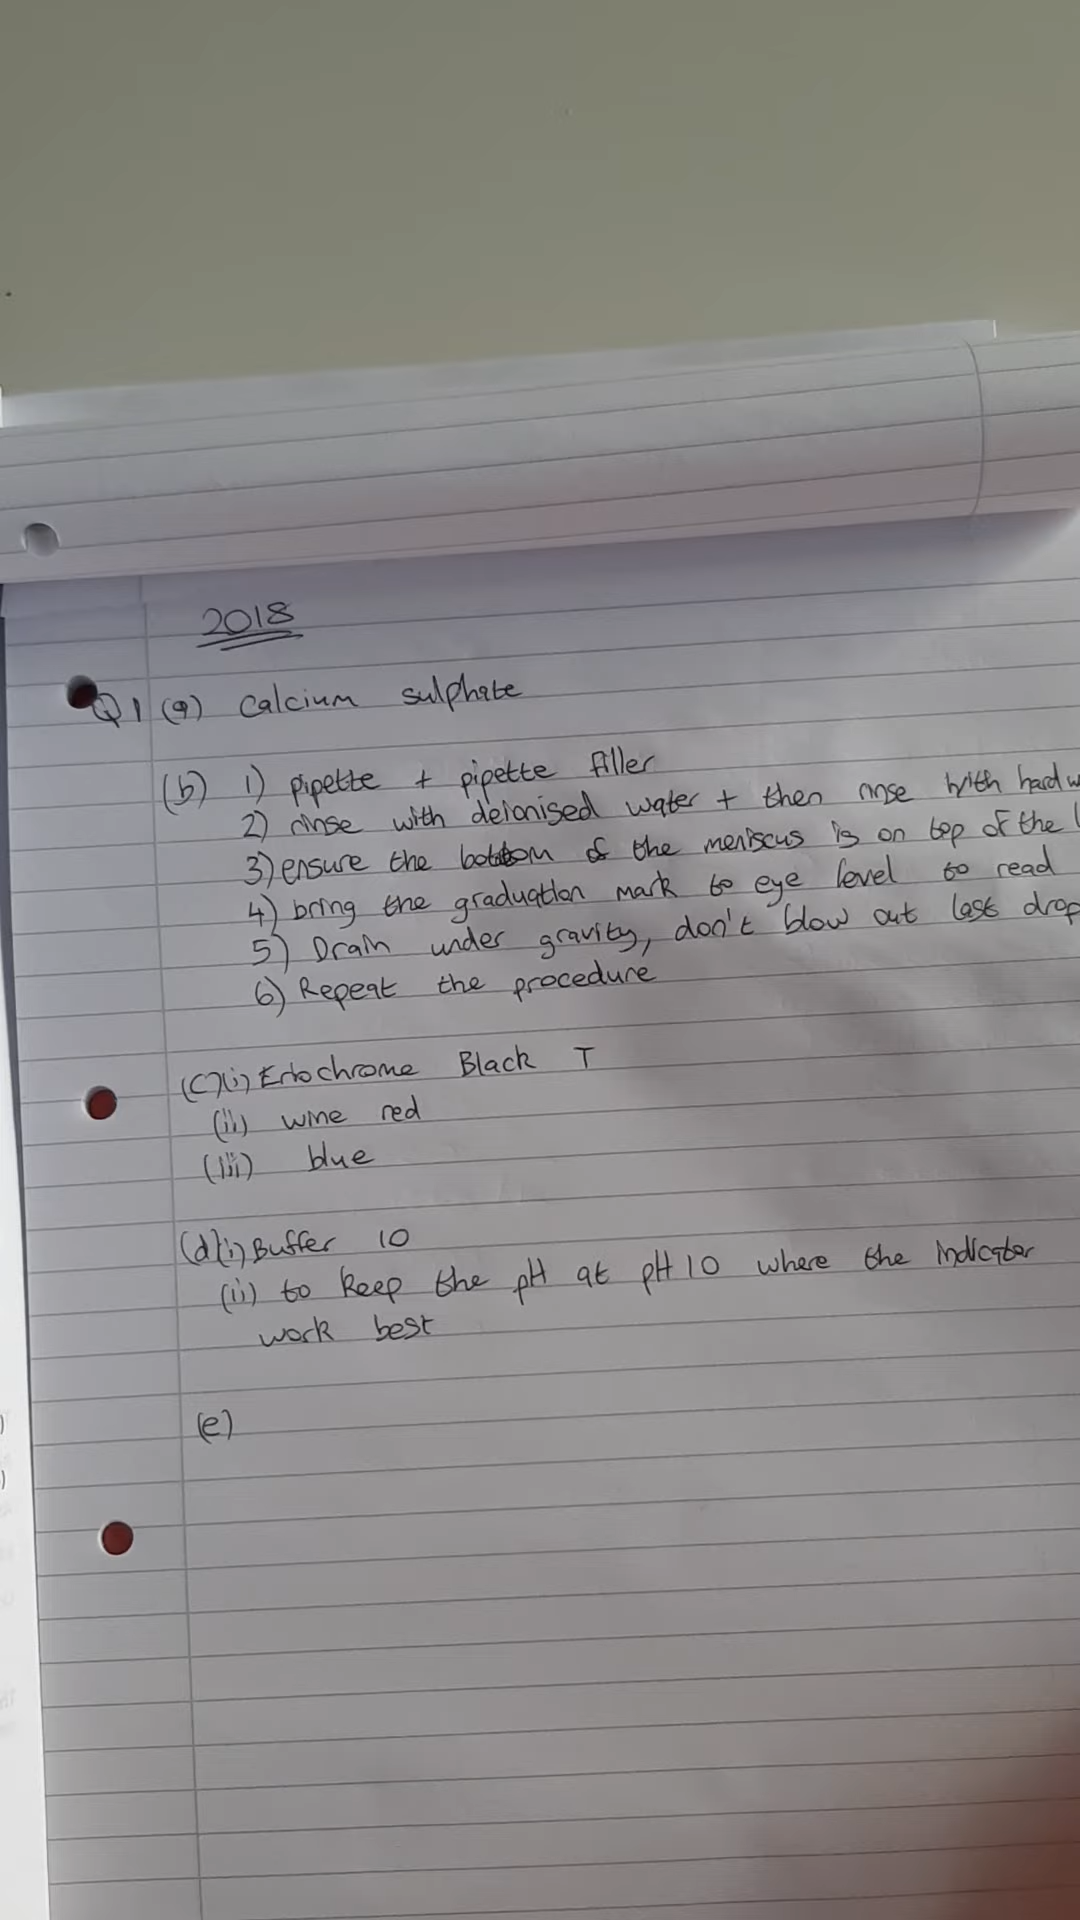 2018
Q1 (a) Calcium sulphate
(b) 1) pipette + pipette filler
2) rinse with deionised water + then rinse with hard w
3) ensure the bottom of the meniscus is on top of the
4) bring the graduation mark to eye level to read
5) Drain under gravity, don't blow out last drop
6) Repeat the procedure
(c)(i) Eriochrome Black T
(ii) wine red
(iii) blue
(d)(i) Buffer 10
(ii) to keep the pH at pH 10 where the indicator
work best
(e)